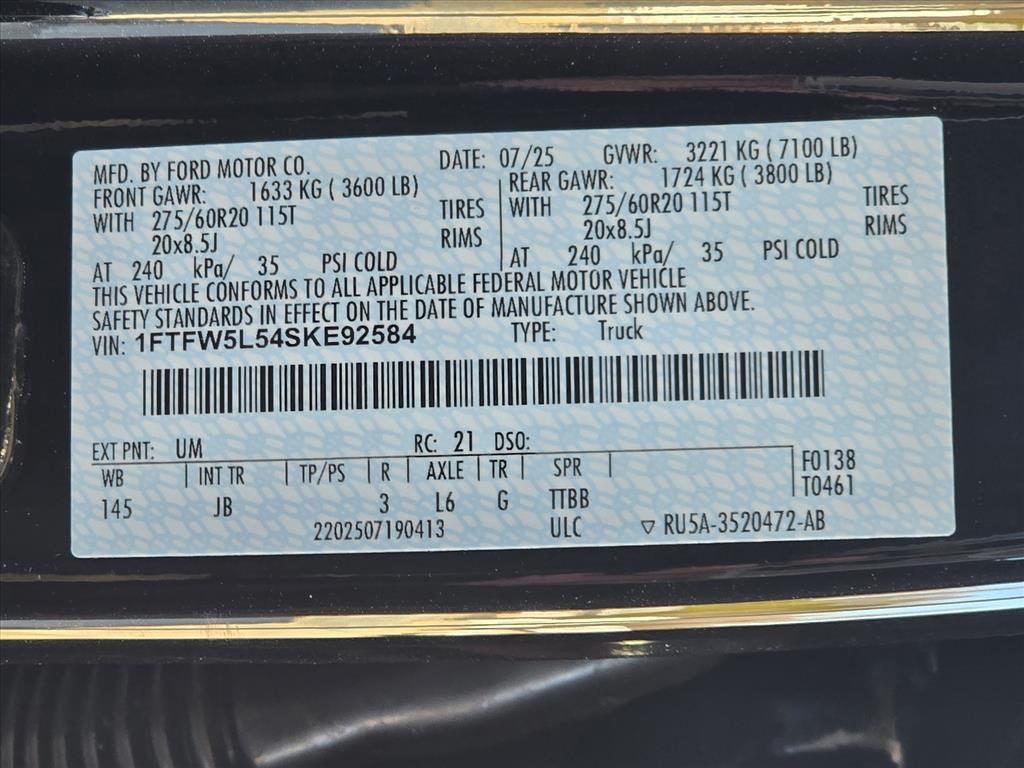 MFD. BY FORD MOTOR CO. DATE: 07/25 GVWR: 3221 KG ( 7100 LB)
FRONT GAWR: 1633 KG ( 3600 LB) REAR GAWR: 1724 KG ( 3800 LB)
WITH 275/60R20 115T TIRES WITH 275/60R20 115T TIRES
20x8.5J RIMS 20x8.5J RIMS
AT 240 kPa/ 35 PSI COLD AT 240 kPa/ 35 PSI COLD
THIS VEHICLE CONFORMS TO ALL APPLICABLE FEDERAL MOTOR VEHICLE
SAFETY STANDARDS IN EFFECT ON THE DATE OF MANUFACTURE SHOWN ABOVE.
VIN: 1FTFW5L54SKE92584 TYPE: Truck
EXT PNT: UM RC: 21 DSO:
WB INT TR TP/PS R AXLE TR SPR F0138
145 JB 3 L6 G TTBB T0461
2202507190413 ULC ▽ RU5A-3520472-AB